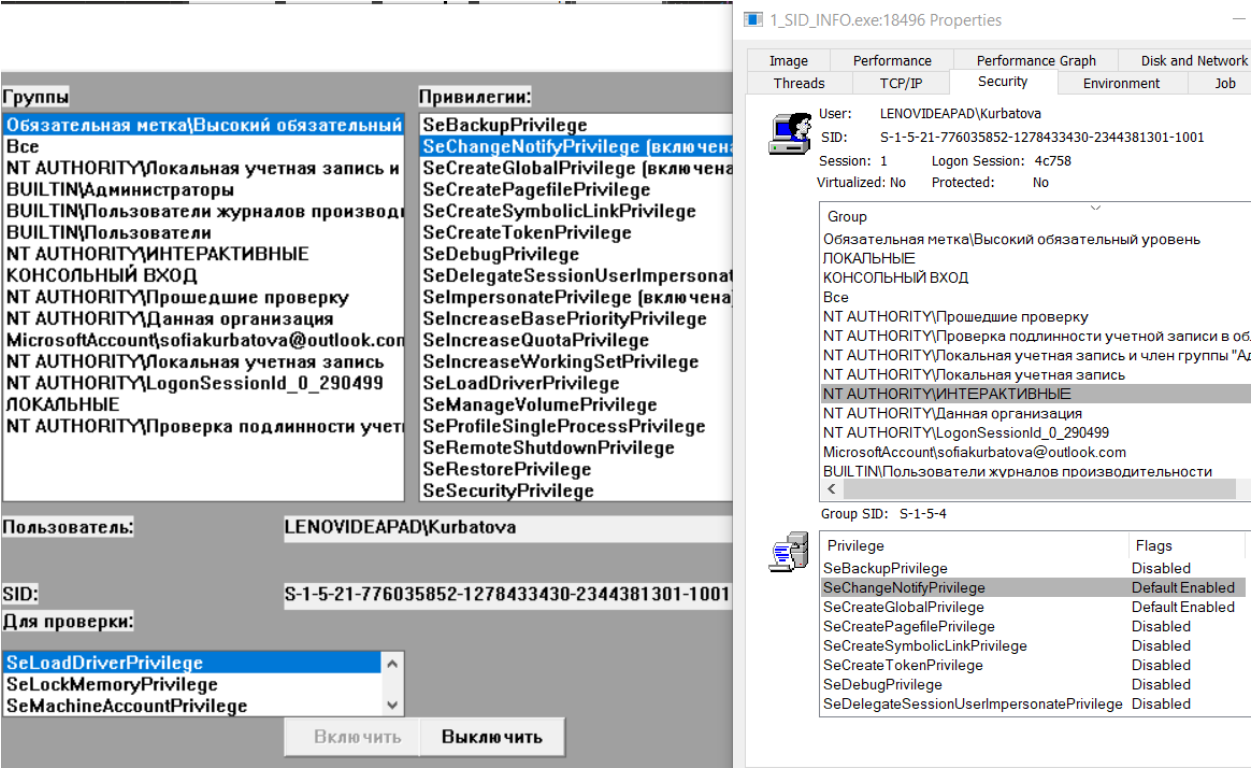 Группы
Обязательная метка\Высокий обязательный
Все
NT AUTHORITY\Локальная учетная запись и
BUILTIN\Администраторы
BUILTIN\Пользователи журналов производи
BUILTIN\Пользователи
NT AUTHORITY\ИНТЕРАКТИВНЫЕ
КОНСОЛЬНЫЙ ВХОД
NT AUTHORITY\Прошедшие проверку
NT AUTHORITY\Данная организация
MicrosoftAccount\sofiakurbatova@outlook.com
NT AUTHORITY\Локальная учетная запись
NT AUTHORITY\LogonSessionId_0_290499
ЛОКАЛЬНЫЕ
NT AUTHORITY\Проверка подлинности учет
Привилегии:
SeBackupPrivilege
SeChangeNotifyPrivilege (включена
SeCreateGlobalPrivilege (включена
SeCreatePagefilePrivilege
SeCreateSymbolicLinkPrivilege
SeCreateTokenPrivilege
SeDebugPrivilege
SeDelegateSessionUserImpersonat
SeImpersonatePrivilege (включена)
SeIncreaseBasePriorityPrivilege
SeIncreaseQuotaPrivilege
SeIncreaseWorkingSetPrivilege
SeLoadDriverPrivilege
SeManageVolumePrivilege
SeProfileSingleProcessPrivilege
SeRemoteShutdownPrivilege
SeRestorePrivilege
SeSecurityPrivilege
Пользователь: LENOVIDEAPAD\Kurbatova
SID: S-1-5-21-776035852-1278433430-2344381301-1001
Для проверки:
SeLoadDriverPrivilege
SeLockMemoryPrivilege
SeMachineAccountPrivilege
Включить Выключить
1_SID_INFO.exe:18496 Properties
Image Performance Performance Graph Disk and Network
Threads TCP/IP Security Environment Job
User: LENOVIDEAPAD\Kurbatova
SID: S-1-5-21-776035852-1278433430-2344381301-1001
Session: 1 Logon Session: 4c758
Virtualized: No Protected: No
Group
Обязательная метка\Высокий обязательный уровень
ЛОКАЛЬНЫЕ
КОНСОЛЬНЫЙ ВХОД
Все
NT AUTHORITY\Прошедшие проверку
NT AUTHORITY\Проверка подлинности учетной записи в об
NT AUTHORITY\Локальная учетная запись и член группы "Ад
NT AUTHORITY\Локальная учетная запись
NT AUTHORITY\ИНТЕРАКТИВНЫЕ
NT AUTHORITY\Данная организация
NT AUTHORITY\LogonSessionId_0_290499
MicrosoftAccount\sofiakurbatova@outlook.com
BUILTIN\Пользователи журналов производительности
Group SID: S-1-5-4
Privilege Flags
SeBackupPrivilege Disabled
SeChangeNotifyPrivilege Default Enabled
SeCreateGlobalPrivilege Default Enabled
SeCreatePagefilePrivilege Disabled
SeCreateSymbolicLinkPrivilege Disabled
SeCreateTokenPrivilege Disabled
SeDebugPrivilege Disabled
SeDelegateSessionUserImpersonatePrivilege Disabled